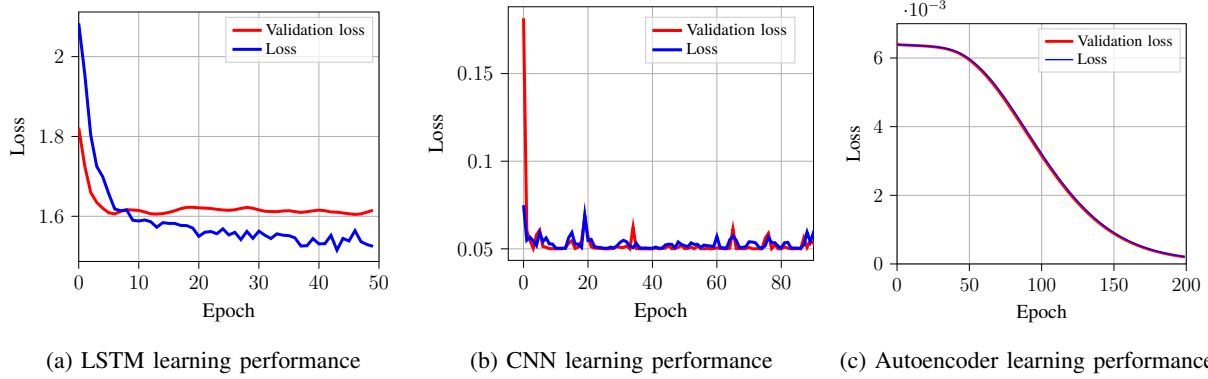 2
1.8
1.6
Loss
0 10 20 30 40 50
Epoch
Validation loss
Loss
(a) LSTM learning performance
0.15
0.1
0.05
Loss
0 20 40 60 80
Epoch
Validation loss
Loss
(b) CNN learning performance
·10⁻³
6
4
2
0
Loss
0 50 100 150 200
Epoch
Validation loss
Loss
(c) Autoencoder learning performance